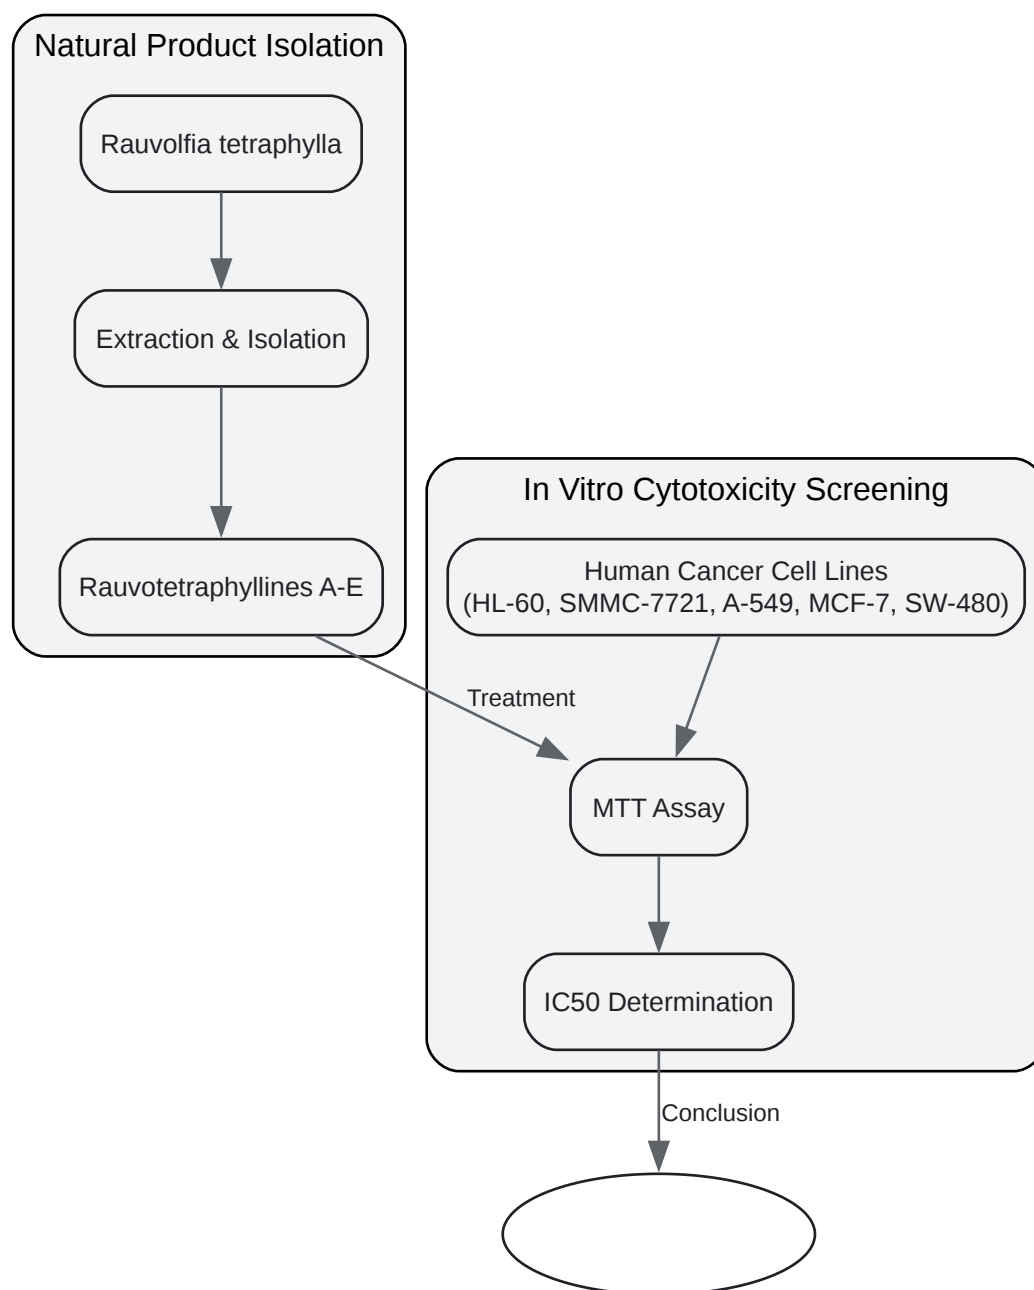 Natural Product Isolation
Rauvolfia tetraphylla
Extraction & Isolation
Rauvotetraphyllines A-E
In Vitro Cytotoxicity Screening
Human Cancer Cell Lines
(HL-60, SMMC-7721, A-549, MCF-7, SW-480)
Treatment
MTT Assay
IC50 Determination
Conclusion